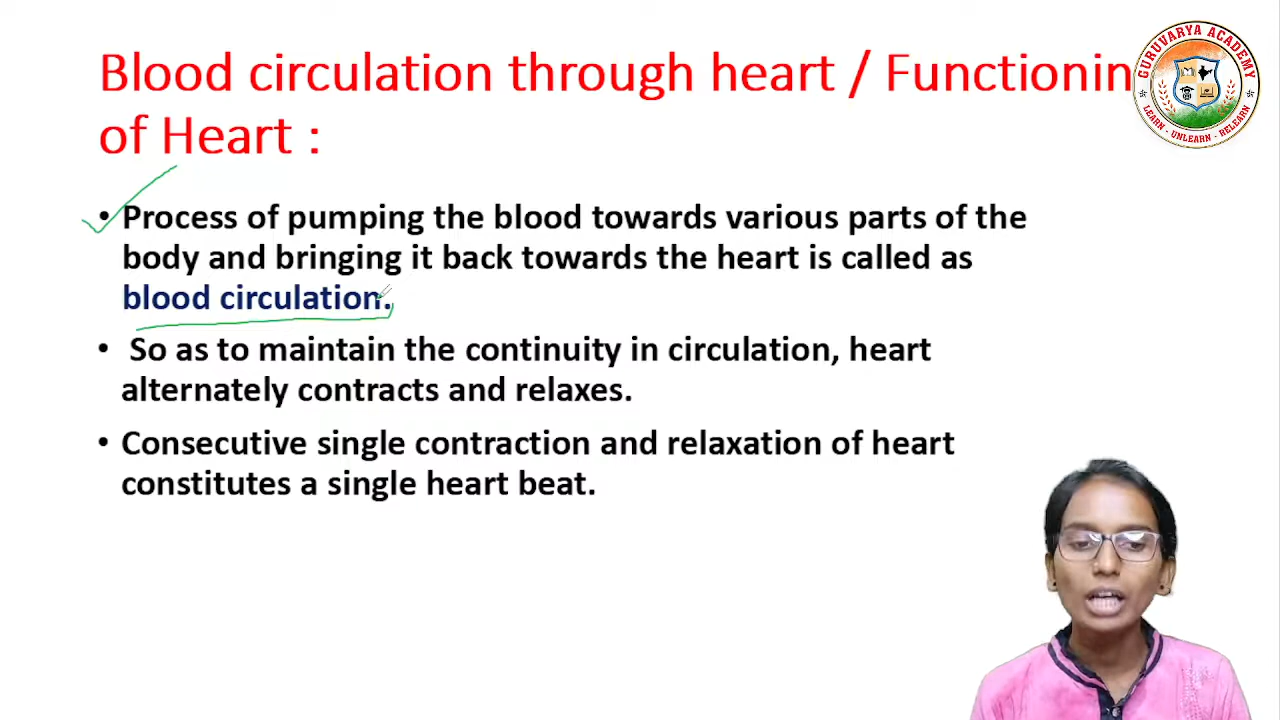 Blood circulation through heart / Functionin
of Heart :
GURUVARYA ACADEMY
LEARN - UNLEARN - RELEARN
• Process of pumping the blood towards various parts of the
body and bringing it back towards the heart is called as
blood circulation.
• So as to maintain the continuity in circulation, heart
alternately contracts and relaxes.
• Consecutive single contraction and relaxation of heart
constitutes a single heart beat.